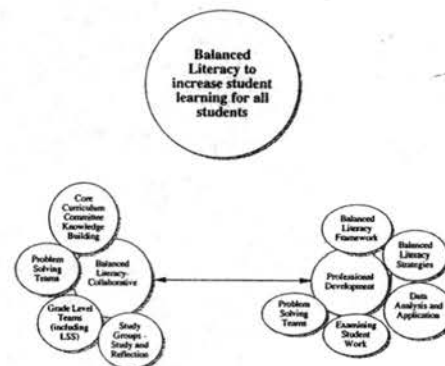 Balanced
Literacy to
increase student
learning for all
students
Core
Curriculum
Committee
Knowledge
Building
Problem
Solving
Teams
Balanced
Literacy-
Collaborative
Grade Level
Teams
(including
LSS)
Study
Groups -
Study and
Reflection
Balanced
Literacy
Framework
Balanced
Literacy
Strategies
Professional
Development
Data
Analysis and
Application
Problem
Solving
Teams
Examining
Student
Work